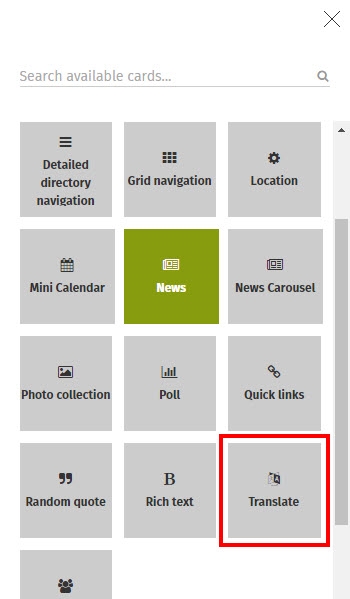 Search available cards...
Detailed
directory
navigation
Grid navigation
Location
Mini Calendar
News
News Carousel
Photo collection
Poll
Quick links
Random quote
Rich text
Translate